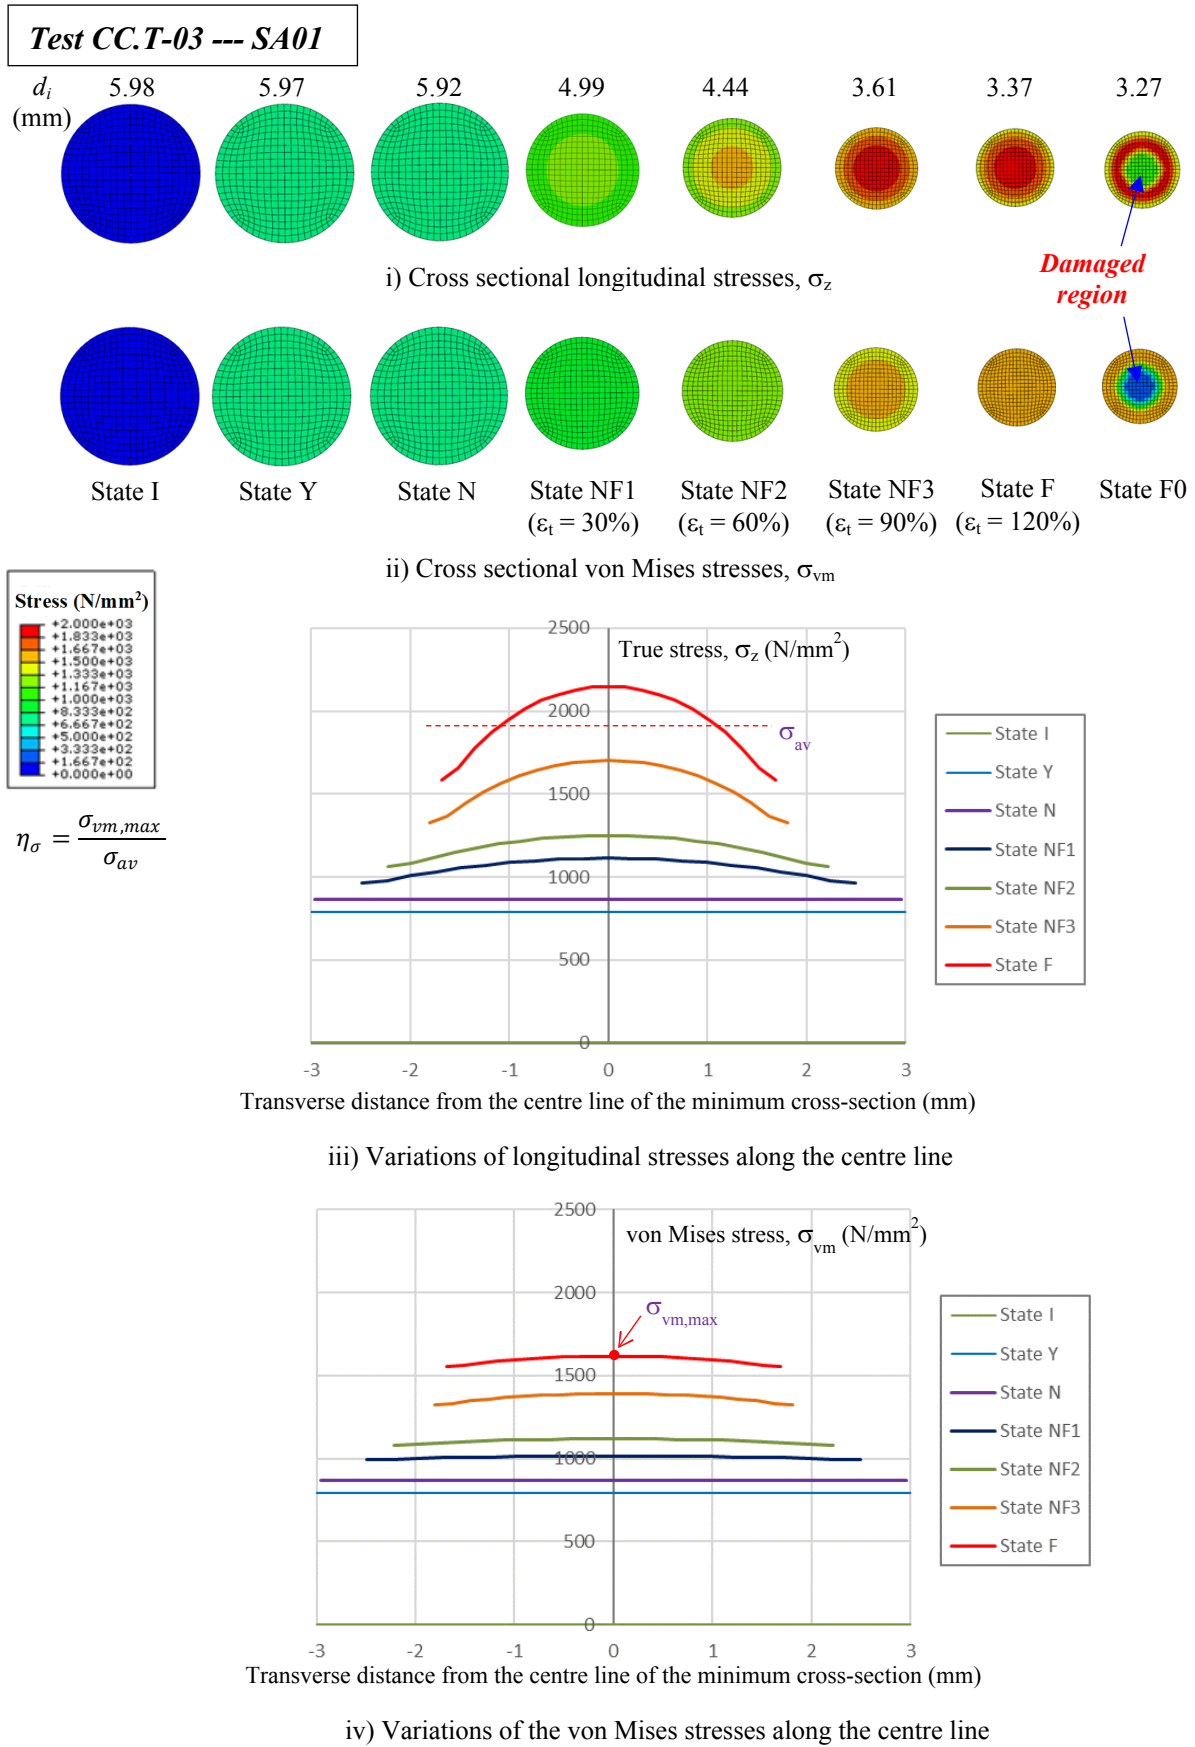 Test CC.T-03 --- SA01
d_i 5.98 5.97 5.92 4.99 4.44 3.61 3.37 3.27
(mm)
i) Cross sectional longitudinal stresses, σ_z
Damaged
region
State I State Y State N State NF1 State NF2 State NF3 State F State F0
(ε_t = 30%) (ε_t = 60%) (ε_t = 90%) (ε_t = 120%)
ii) Cross sectional von Mises stresses, σ_vm
Stress (N/mm²)
+2.000e+03
+1.833e+03
+1.667e+03
+1.500e+03
+1.333e+03
+1.167e+03
+1.000e+03
+8.333e+02
+6.667e+02
+5.000e+02
+3.333e+02
+1.667e+02
+0.000e+00
η_σ = σ_vm,max / σ_av
2500
True stress, σ_z (N/mm²)
2000
σ_av
1500
1000
500
0
-3 -2 -1 0 1 2 3
State I
State Y
State N
State NF1
State NF2
State NF3
State F
Transverse distance from the centre line of the minimum cross-section (mm)
iii) Variations of longitudinal stresses along the centre line
2500
von Mises stress, σ_vm (N/mm²)
2000
σ_vm,max
1500
1000
500
0
-3 -2 -1 0 1 2 3
State I
State Y
State N
State NF1
State NF2
State NF3
State F
Transverse distance from the centre line of the minimum cross-section (mm)
iv) Variations of the von Mises stresses along the centre line